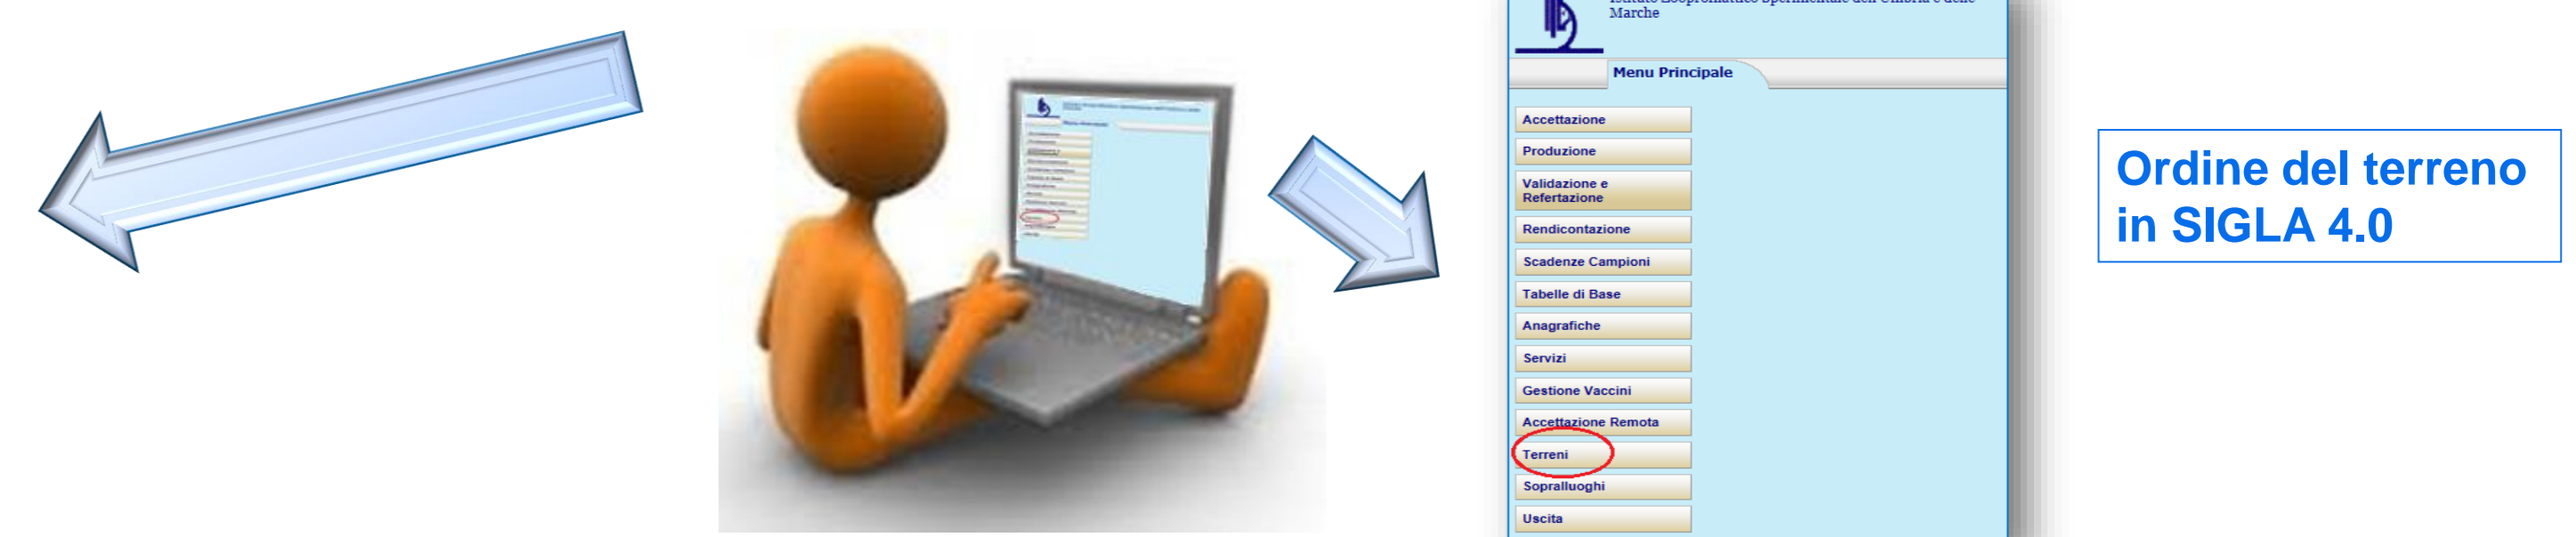 Marche
Menu Principale
Accettazione
Produzione
Validazione e
Refertazione
Rendicontazione
Scadenze Campioni
Tabelle di Base
Anagrafiche
Servizi
Gestione Vaccini
Accettazione Remota
Terreni
Sopralluoghi
Uscita
Ordine del terreno
in SIGLA 4.0